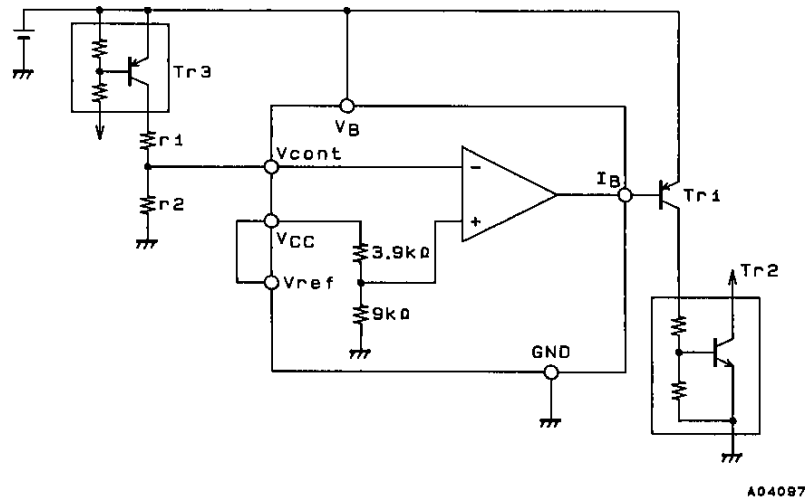 Tr3
r1
r2
VB
Vcont
VCC
Vref
3.9kΩ
9kΩ
−
+
IB
GND
Tr1
Tr2
A04097